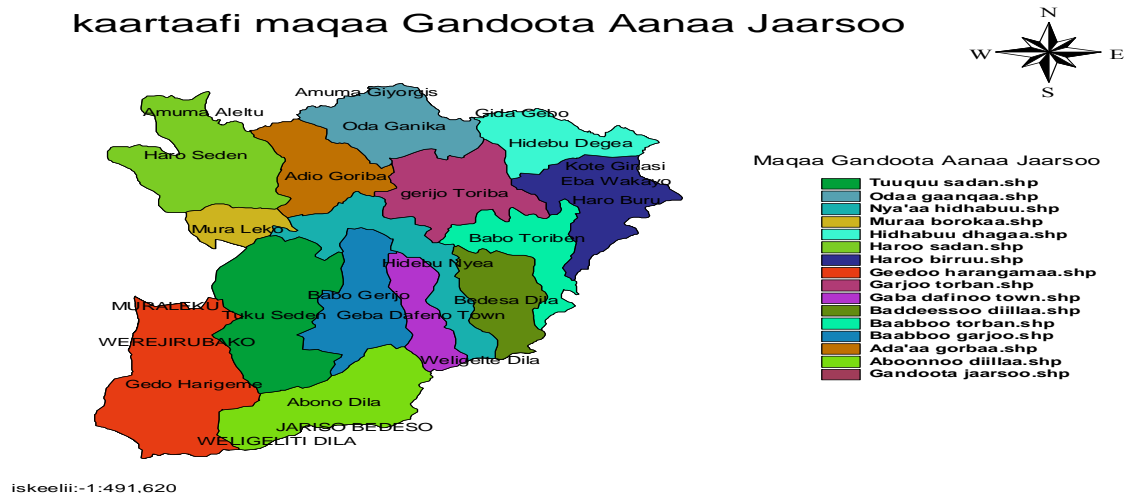 kaartaafi maqaa Gandoota Aanaa Jaarsoo
N
W
E
S
Amuma Giyorgis
Amuma Aleltu
Gida Gebo
Oda Ganika
Hidebu Degea
Haro Seden
Kote Giriasi
Adio Goriba
Eba Wakayo
gerijo Toriba
Haro Buru
Mura Leko
Babo Toriben
Hidebu Nyea
Babo Gerijo
Bedesa Dila
MURALEKU
Tuku Seden
Geba Dafeno Town
WEREJIRUBAKO
Weligelte Dila
Gedo Harigeme
Abono Dila
JARISO BEDESO
WELIGELITI DILA
Maqaa Gandoota Aanaa Jaarsoo
Tuuquu sadan.shp
Odaa gaanqaa.shp
Nya'aa hidhabuu.shp
Muraa borokaa.shp
Hidhabuu dhagaa.shp
Haroo sadan.shp
Haroo birruu.shp
Geedoo harangamaa.shp
Garjoo torban.shp
Gaba dafinoo town.shp
Baddeessoo diillaa.shp
Baabboo torban.shp
Baabboo garjoo.shp
Ada'aa gorbaa.shp
Aboonnoo diillaa.shp
Gandoota jaarsoo.shp
iskeelii:-1:491,620